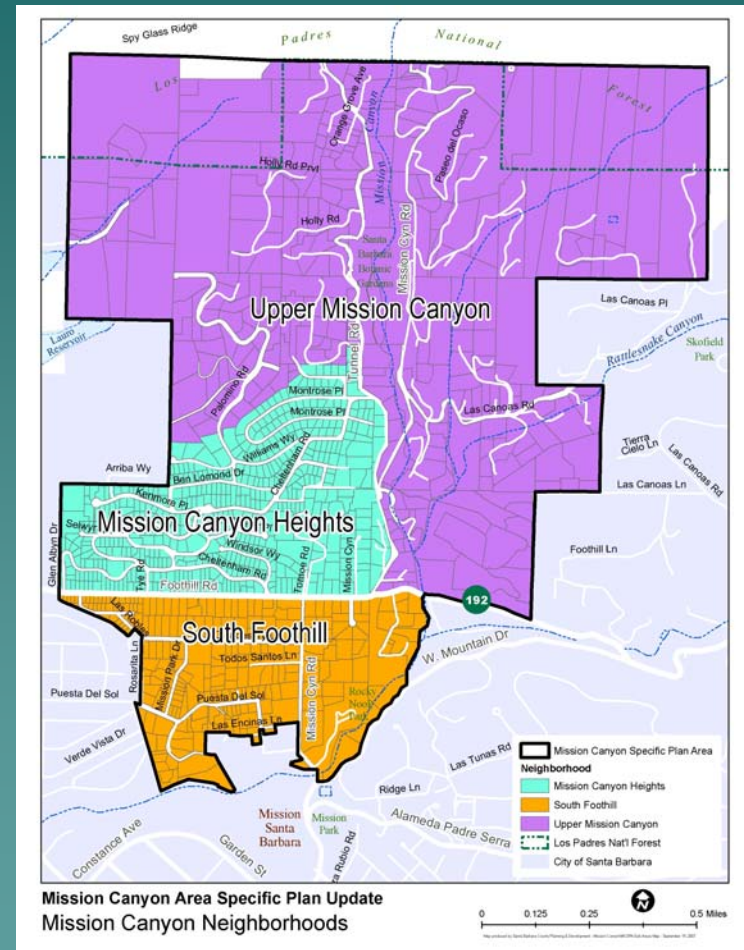 Spy Glass Ridge
Los Padres National Forest
Orange Grove Ave
Mission Canyon
Paseo del Ocaso
Holly Rd Prvt
Holly Rd
Mission Cyn Rd
Santa
Barbara
Botanic
Gardens
Upper Mission Canyon
Las Canoas Pl
Rattlesnake Canyon
Skofield
Park
Lauro
Reservoir
Tunnel Rd
Palomino Rd
Montrose Pl
Montrose Pl
Las Canoas Rd
Williams Wy
Cheltenham Rd
Tierra
Cielo Ln
Las Canoas Rd
Arriba Wy
Ben Lomond Dr
Las Canoas Ln
Kenmore Pl
Glen Albyn Dr
Mission Canyon Heights
Windsor Wy
Cheltenham Rd
Tye Rd
Tornoe Rd
Mission Cyn
Foothill Ln
Foothill Rd
192
Las Robles
South Foothill
Rosarita Ln
Mission Park Dr
Todos Santos Ln
W. Mountain Dr
Puesta Del Sol
Puesta Del Sol
Mission Cyn Rd
Rocky
Nook
Park
Las Encinas Ln
Verde Vista Dr
Las Tunas Rd
Ridge Ln
Mission
Santa
Barbara
Mission
Park
Alameda Padre Serra
Constance Ave
Garden St
Rubio Rd
Mission Canyon Specific Plan Area
Neighborhood
Mission Canyon Heights
South Foothill
Upper Mission Canyon
Los Padres Nat'l Forest
City of Santa Barbara
Mission Canyon Area Specific Plan Update
Mission Canyon Neighborhoods
N
0 0.125 0.25 0.5 Miles